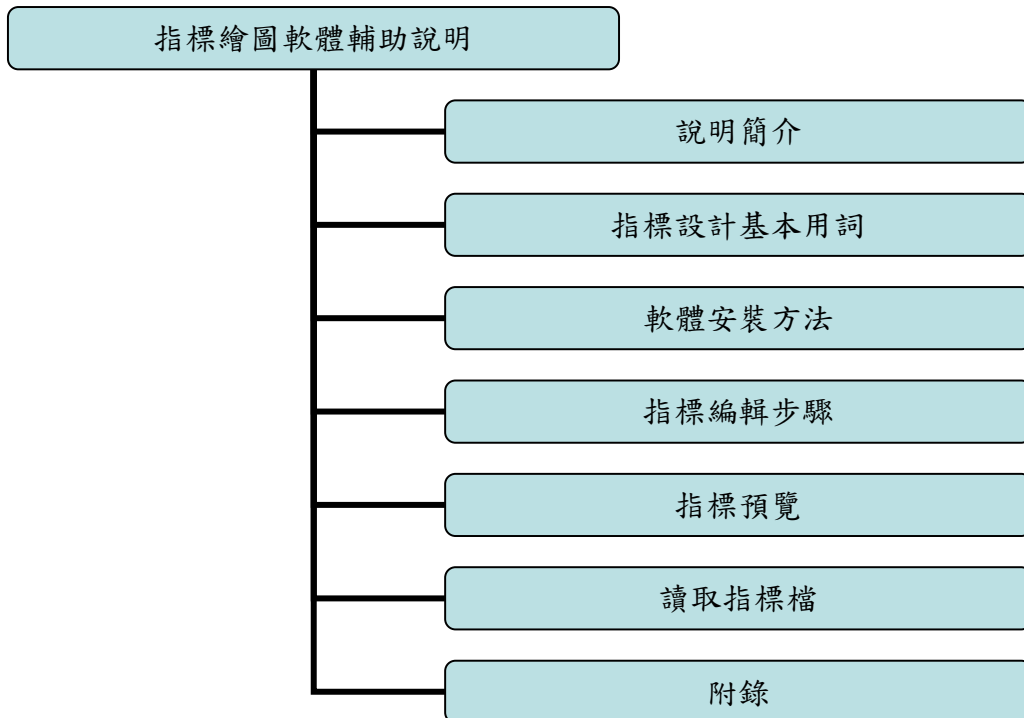 指標繪圖軟體輔助說明
說明簡介
指標設計基本用詞
軟體安裝方法
指標編輯步驟
指標預覽
讀取指標檔
附錄